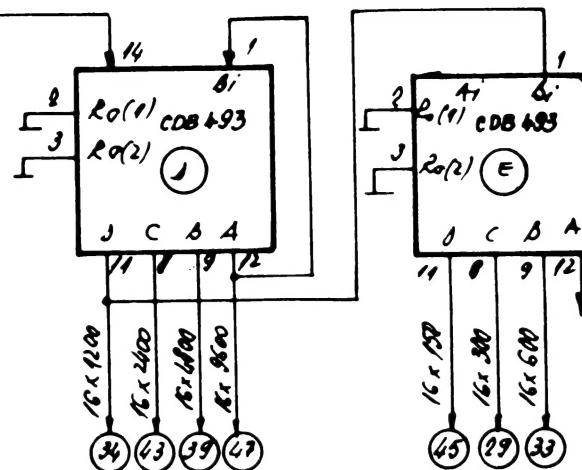 14 1
Bi
2 Ro(1) CDB 493
3 Ro(2)
D C B A
11 8 9 12
16 x 1200
16 x 2400
16 x 4800
16 x 9600
34 43 39 47
1
Ai Bi
2 Ro(1) CDB 493
3 Ro(2) E
D C B A
11 8 9 12
16 x 150
16 x 300
16 x 600
45 29 33